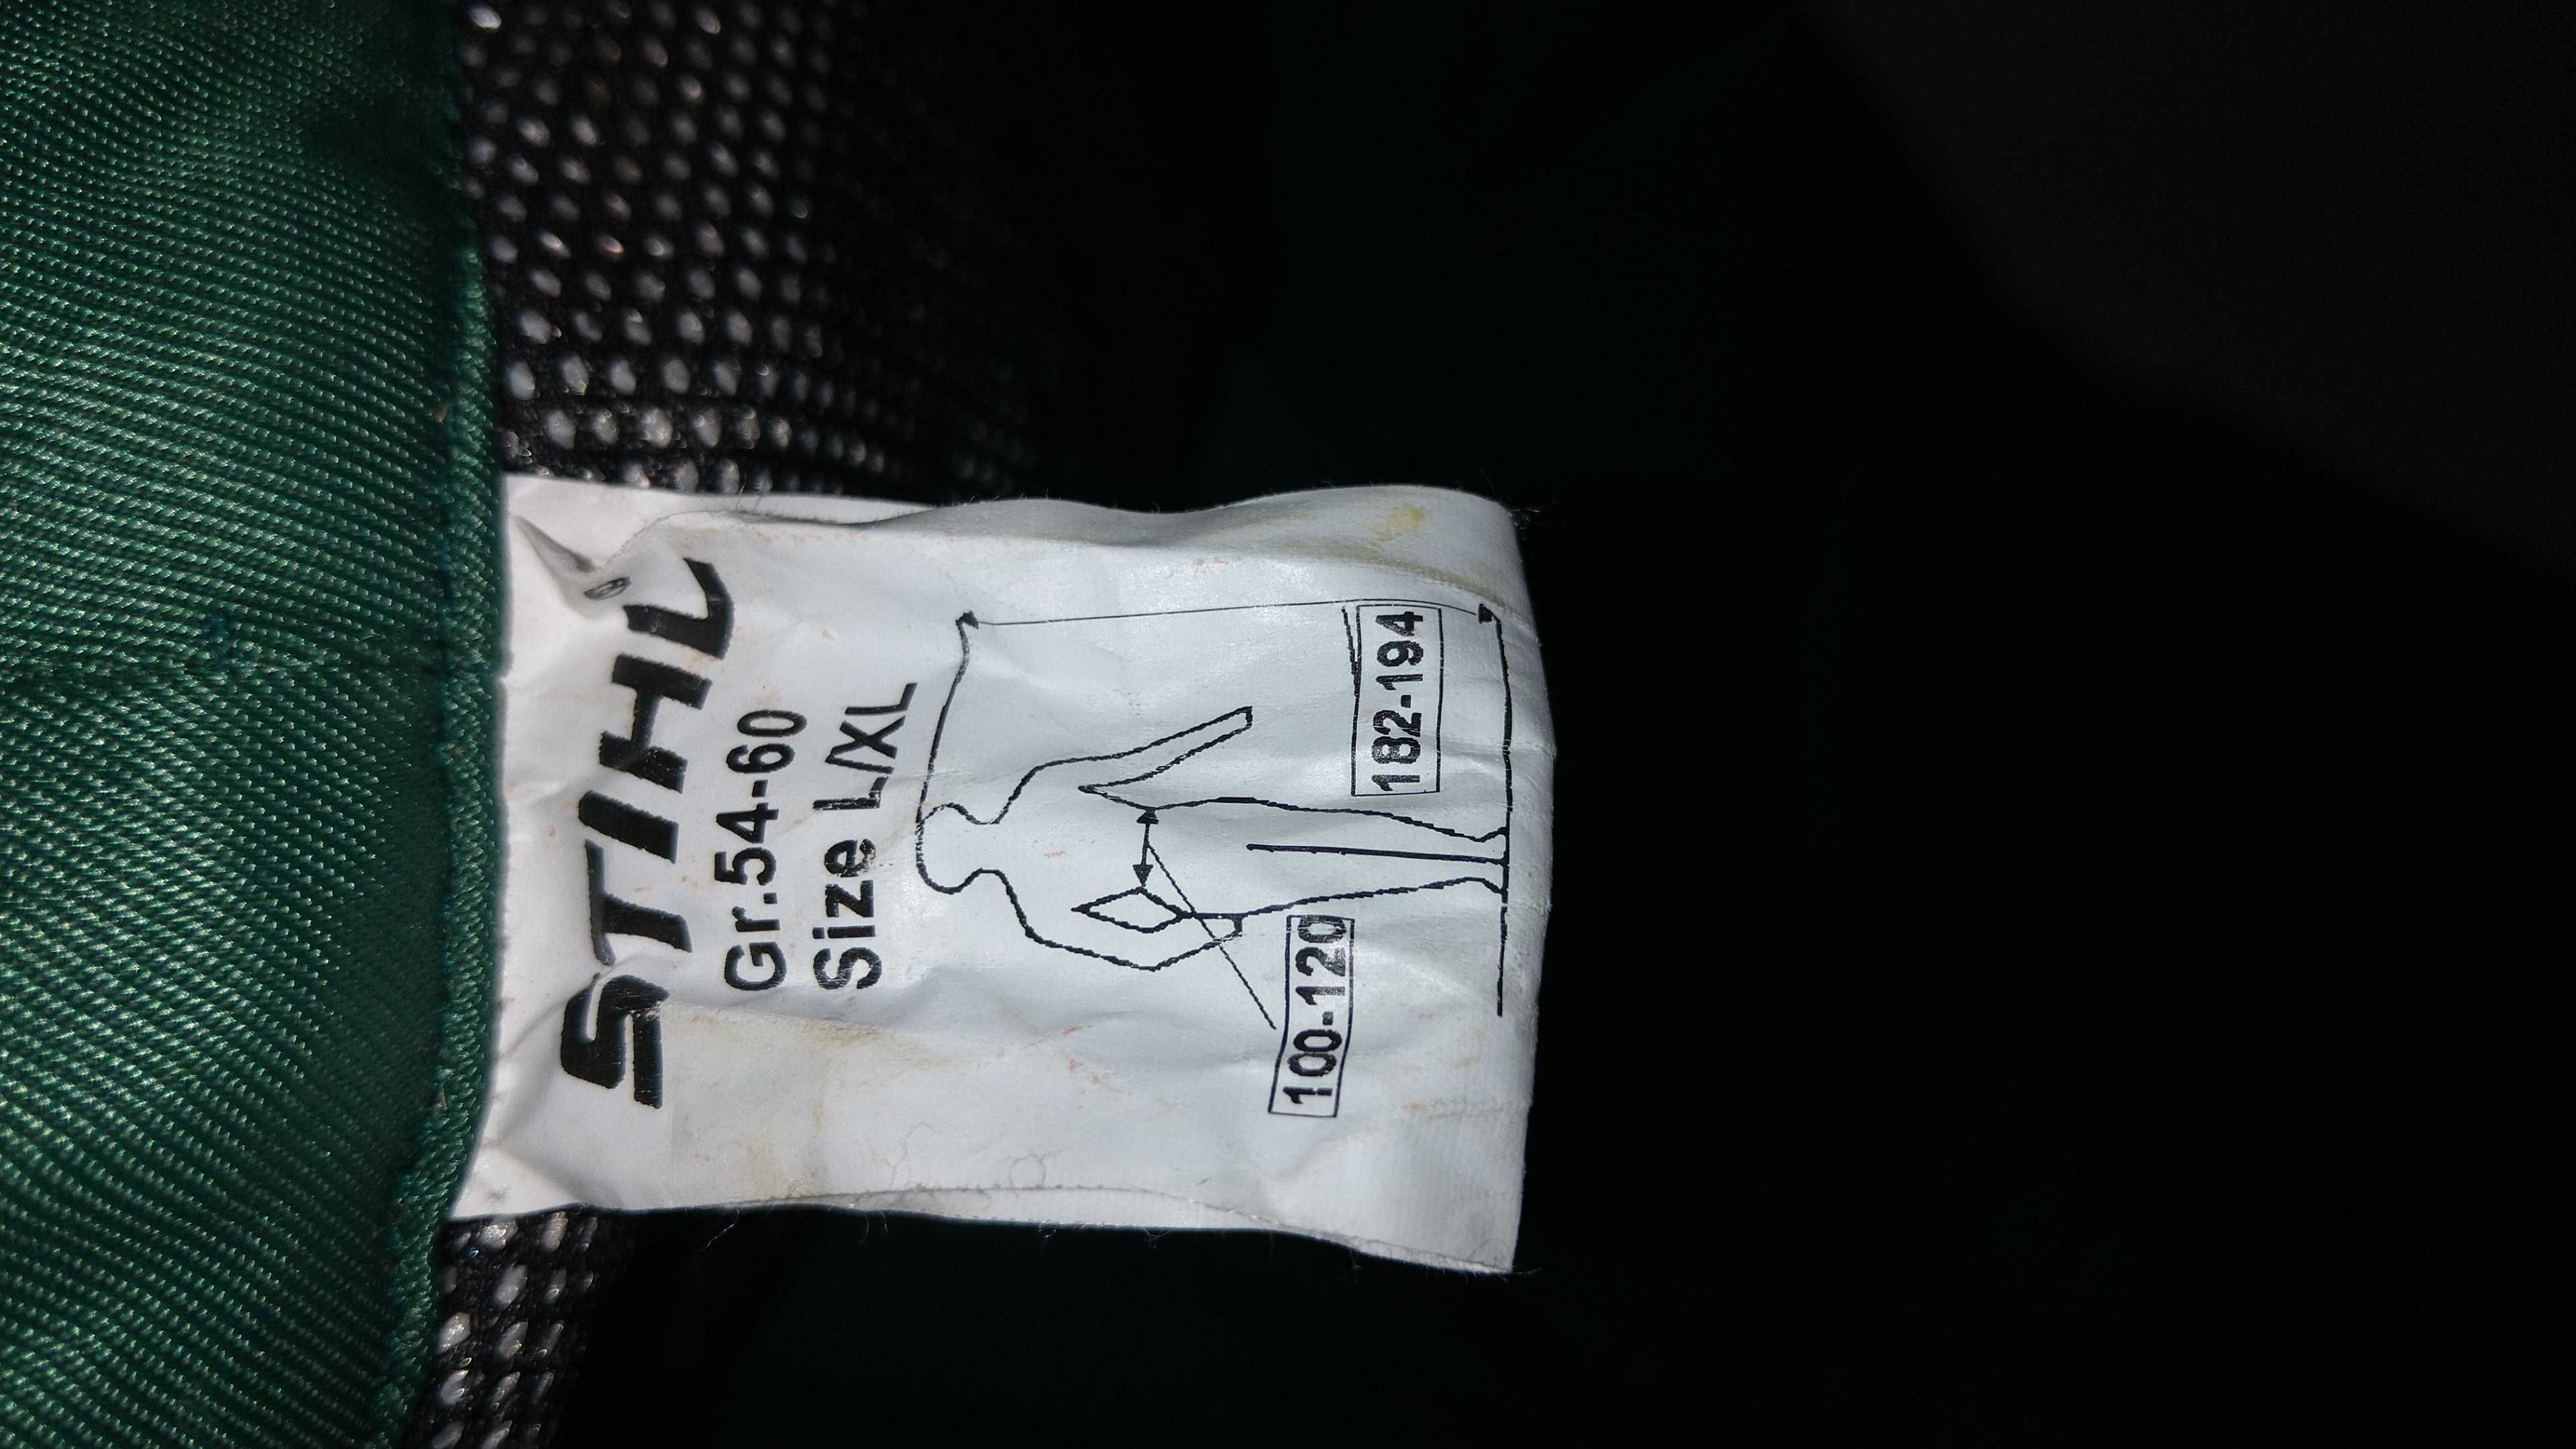 STIHL
Gr.54-60
Size L/XL
182-194
100-120